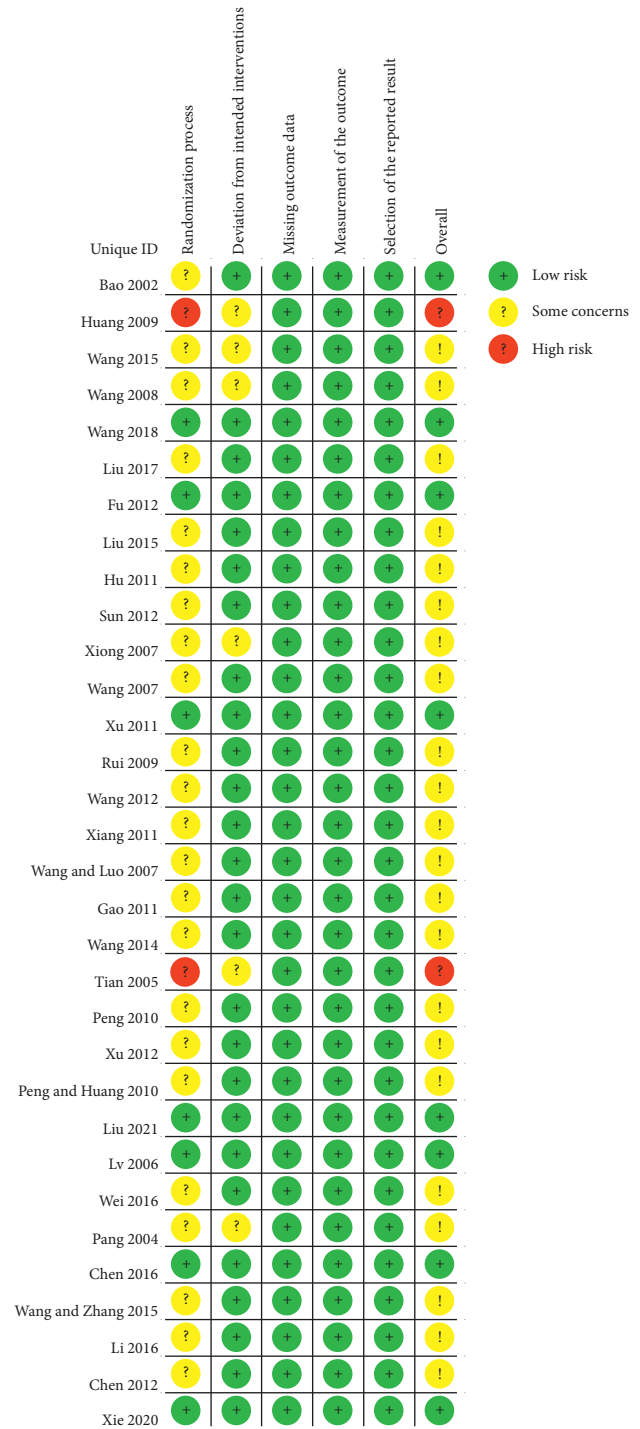 Unique ID
Randomization process
Deviation from intended interventions
Missing outcome data
Measurement of the outcome
Selection of the reported result
Overall
Bao 2002 ? + + + + +
Huang 2009 ? ? + + + ?
Wang 2015 ? ? + + + !
Wang 2008 ? ? + + + !
Wang 2018 + + + + + +
Liu 2017 ? + + + + !
Fu 2012 + + + + + +
Liu 2015 ? + + + + !
Hu 2011 ? + + + + !
Sun 2012 ? + + + + !
Xiong 2007 ? ? + + + !
Wang 2007 ? + + + + !
Xu 2011 + + + + + +
Rui 2009 ? + + + + !
Wang 2012 ? + + + + !
Xiang 2011 ? + + + + !
Wang and Luo 2007 ? + + + + !
Gao 2011 ? + + + + !
Wang 2014 ? + + + + !
Tian 2005 ? ? + + + ?
Peng 2010 ? + + + + !
Xu 2012 ? + + + + !
Peng and Huang 2010 ? + + + + !
Liu 2021 + + + + + +
Lv 2006 + + + + + +
Wei 2016 ? + + + + !
Pang 2004 ? ? + + + !
Chen 2016 + + + + + +
Wang and Zhang 2015 ? + + + + !
Li 2016 ? + + + + !
Chen 2012 ? + + + + !
Xie 2020 + + + + + +
+ Low risk
? Some concerns
? High risk